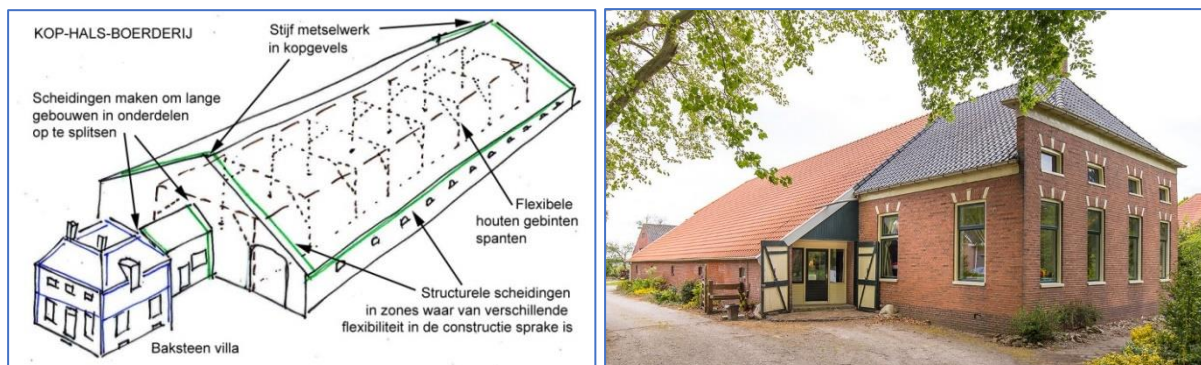 KOP-HALS-BOERDERIJ
Stijf metselwerk
in kopgevels
Scheidingen maken om lange
gebouwen in onderdelen
op te splitsen
Flexibele
houten gebinten
spanten
Structurele scheidingen
in zones waar van verschillende
flexibiliteit in de constructie sprake is
Baksteen villa